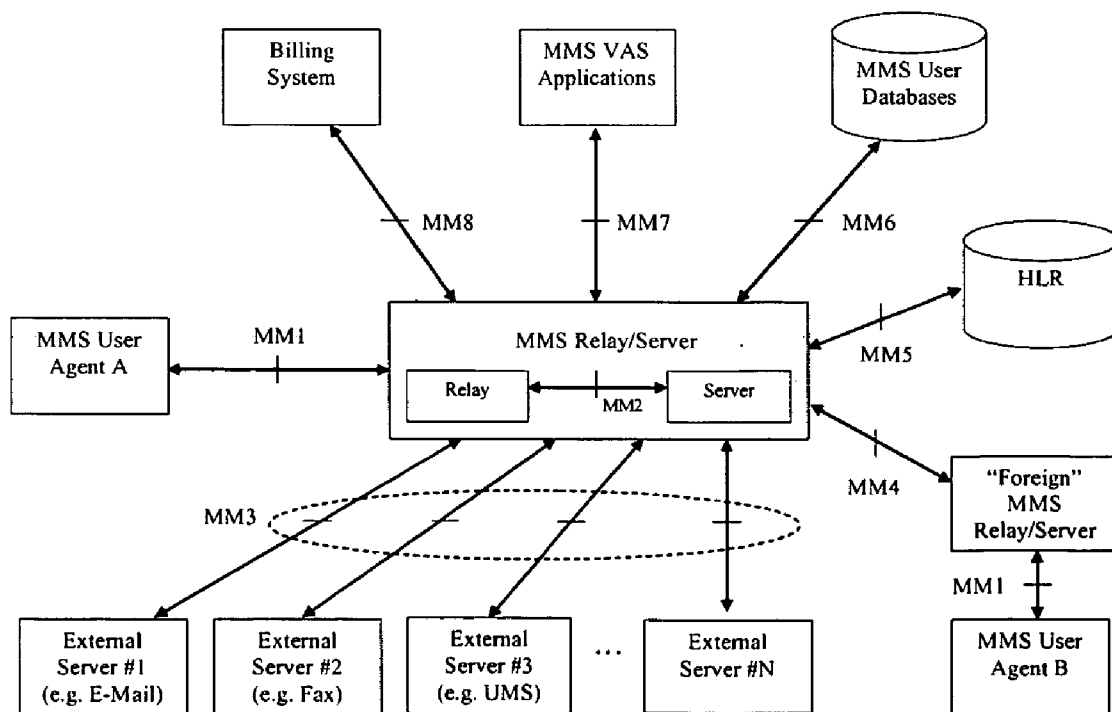 Billing
System
MMS VAS
Applications
MMS User
Databases
MM8
MM7
MM6
HLR
MMS User
Agent A
MM1
MMS Relay/Server
Relay
MM2
Server
MM5
MM4
"Foreign"
MMS
Relay/Server
MM3
MM1
External
Server #1
(e.g. E-Mail)
External
Server #2
(e.g. Fax)
External
Server #3
(e.g. UMS)
...
External
Server #N
MMS User
Agent B